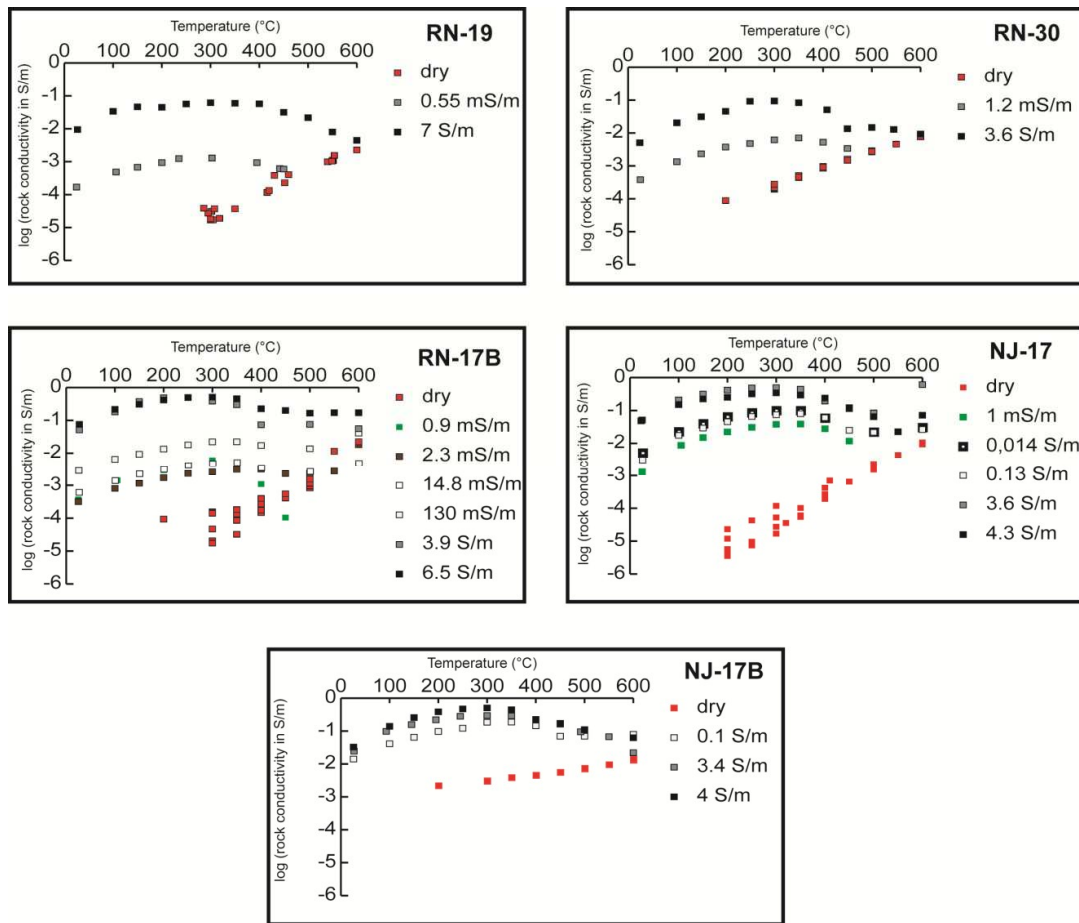 Temperature (°C)
0 100 200 300 400 500 600
RN-19
0
-1
-2
-3
-4
-5
-6
log (rock conductivity in S/m)
dry
0.55 mS/m
7 S/m
Temperature (°C)
0 100 200 300 400 500 600
RN-30
0
-1
-2
-3
-4
-5
-6
log (rock conductivity in S/m)
dry
1.2 mS/m
3.6 S/m
Temperature (°C)
0 100 200 300 400 500 600
RN-17B
0
-1
-2
-3
-4
-5
-6
log (rock conductivity in S/m)
dry
0.9 mS/m
2.3 mS/m
14.8 mS/m
130 mS/m
3.9 S/m
6.5 S/m
Temperature (°C)
0 100 200 300 400 500 600
NJ-17
0
-1
-2
-3
-4
-5
-6
log (rock conductivity in S/m)
dry
1 mS/m
0,014 S/m
0.13 S/m
3.6 S/m
4.3 S/m
Temperature (°C)
0 100 200 300 400 500 600
NJ-17B
0
-1
-2
-3
-4
-5
-6
log (rock conductivity in S/m)
dry
0.1 S/m
3.4 S/m
4 S/m